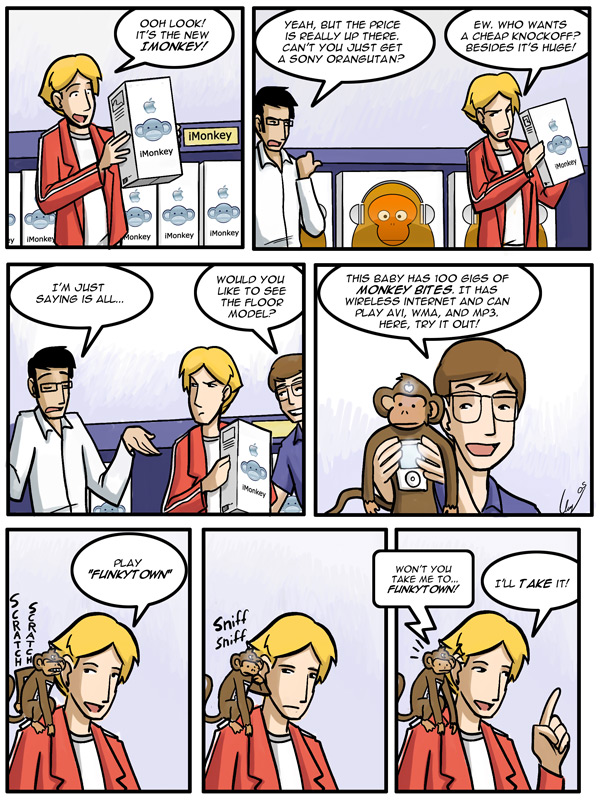 OOH LOOK!
IT'S THE NEW
IMONKEY!
iMonkey
iMonkey
iMonkey
Monkey
iMonkey
iMonkey
YEAH, BUT THE PRICE
IS REALLY UP THERE.
CAN'T YOU JUST GET
A SONY ORANGUTAN?
EW. WHO WANTS
A CHEAP KNOCKOFF?
BESIDES IT'S HUGE!
iMonkey
I'M JUST
SAYING IS ALL...
WOULD YOU
LIKE TO SEE
THE FLOOR
MODEL?
iMonkey
THIS BABY HAS 100 GIGS OF
MONKEY BITES. IT HAS
WIRELESS INTERNET AND CAN
PLAY AVI, WMA, AND MP3.
HERE, TRY IT OUT!
PLAY
"FUNKYTOWN"
SCRATCH
SCRATCH
Sniff
Sniff
WON'T YOU
TAKE ME TO...
FUNKYTOWN!
I'LL TAKE IT!